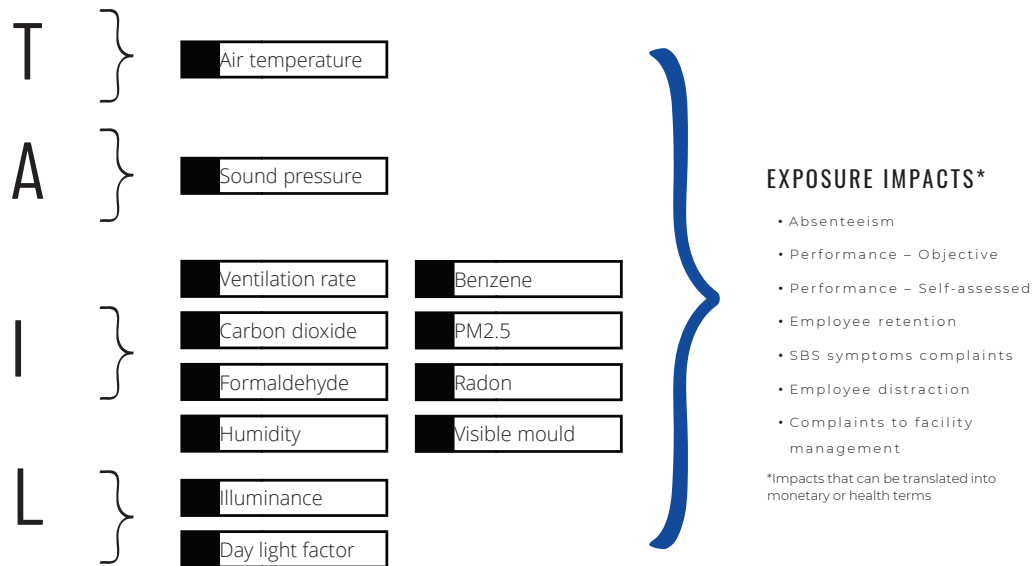 T
Air temperature
A
Sound pressure
I
Ventilation rate
Benzene
Carbon dioxide
PM2.5
Formaldehyde
Radon
Humidity
Visible mould
L
Illuminance
Day light factor
EXPOSURE IMPACTS*
• Absenteeism
• Performance – Objective
• Performance – Self-assessed
• Employee retention
• SBS symptoms complaints
• Employee distraction
• Complaints to facility
management
*Impacts that can be translated into
monetary or health terms